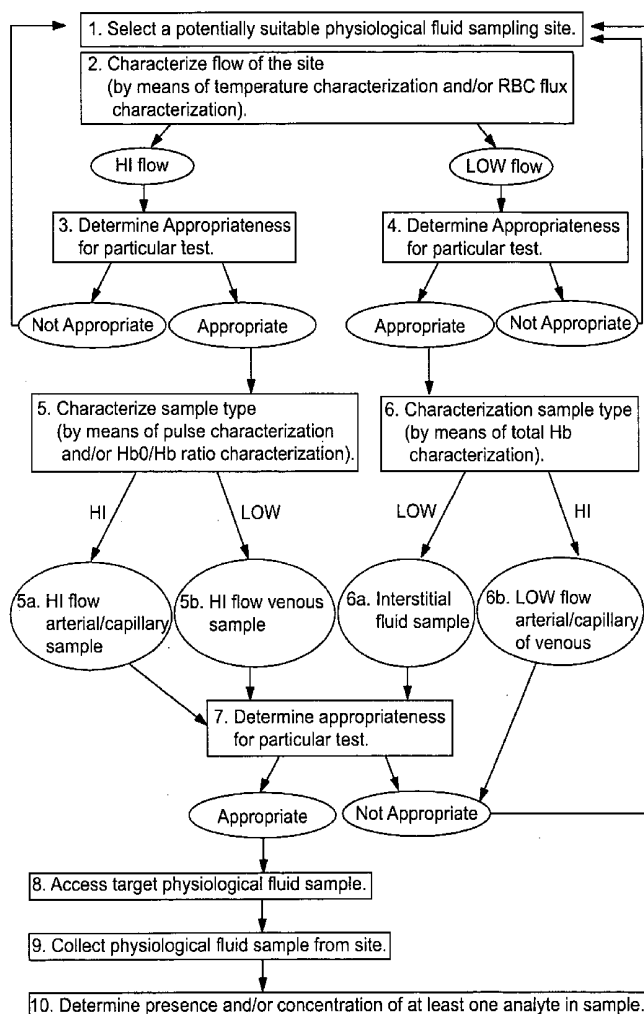 1. Select a potentially suitable physiological fluid sampling site.
2. Characterize flow of the site
(by means of temperature characterization and/or RBC flux
characterization).
HI flow
LOW flow
3. Determine Appropriateness
for particular test.
4. Determine Appropriateness
for particular test.
Not Appropriate
Appropriate
Appropriate
Not Appropriate
5. Characterize sample type
(by means of pulse characterization
and/or Hb0/Hb ratio characterization).
6. Characterization sample type
(by means of total Hb
characterization).
HI
LOW
LOW
HI
5a. HI flow
arterial/capillary
sample
5b. HI flow venous
sample
6a. Interstitial
fluid sample
6b. LOW flow
arterial/capillary
of venous
7. Determine appropriateness
for particular test.
Appropriate
Not Appropriate
8. Access target physiological fluid sample.
9. Collect physiological fluid sample from site.
10. Determine presence and/or concentration of at least one analyte in sample.